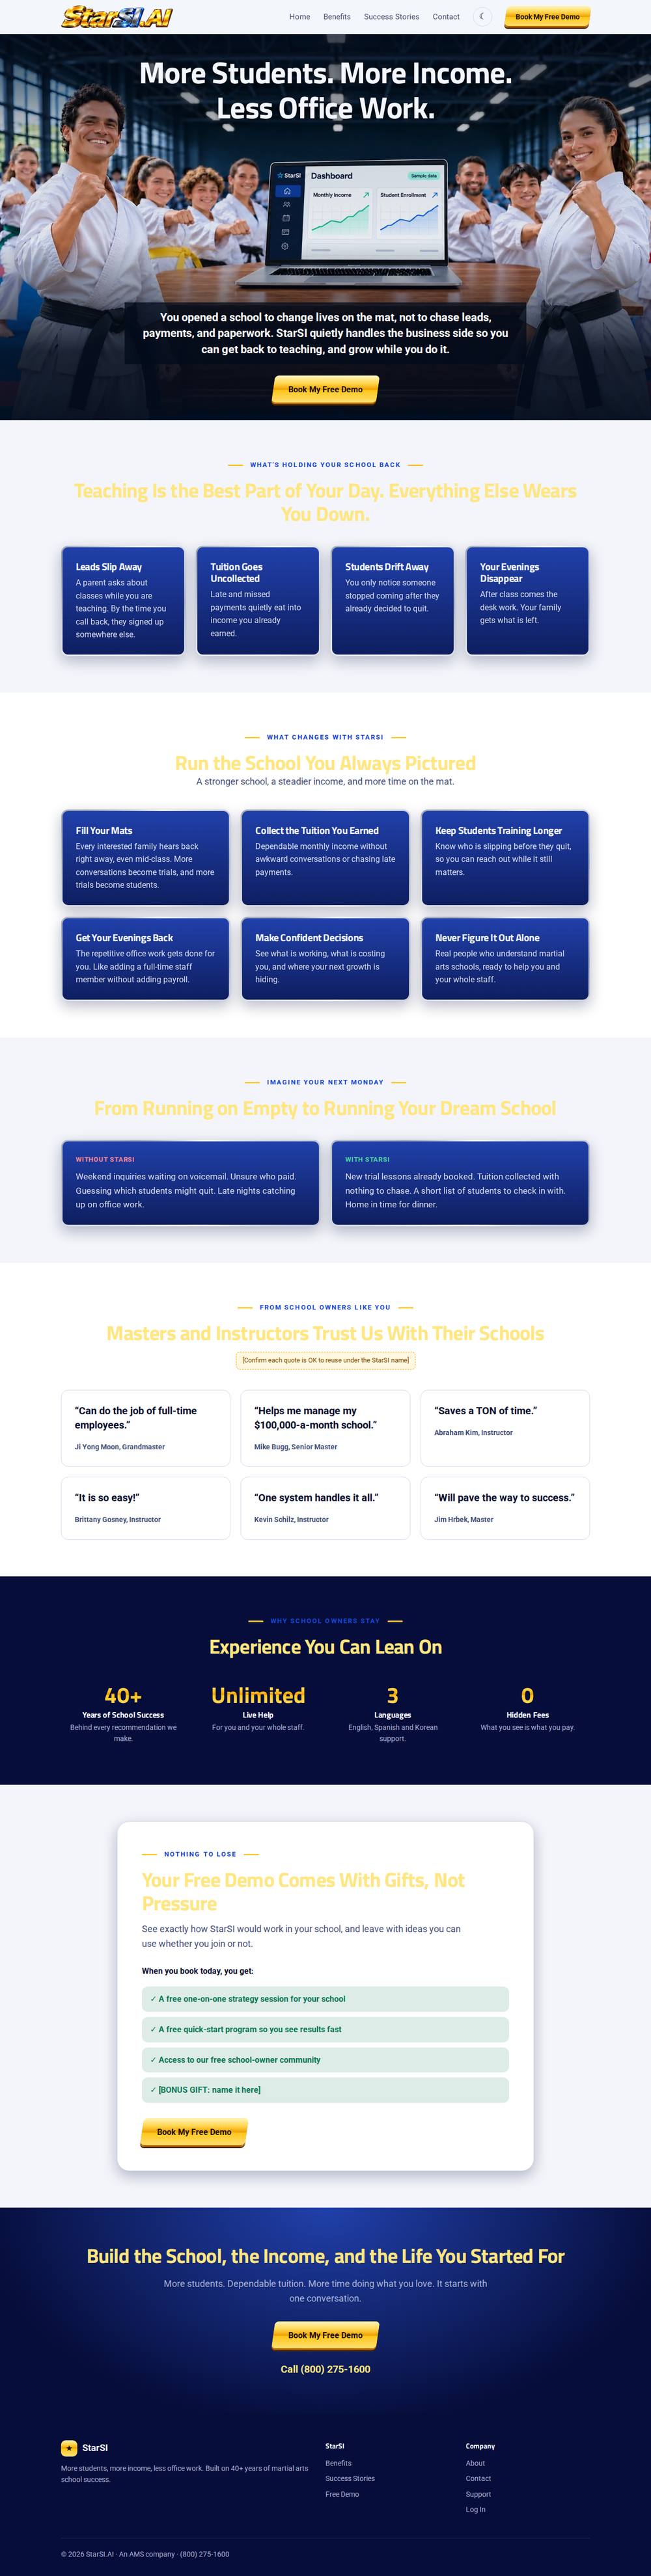 StarSI.AI
Home
Benefits
Success Stories
Contact
Book My Free Demo
More Students. More Income.
Less Office Work.
StarSI
Dashboard
Sample data
Monthly Income
Student Enrollment
You opened a school to change lives on the mat, not to chase leads,
payments, and paperwork. StarSI quietly handles the business side so you
can get back to teaching, and grow while you do it.
Book My Free Demo
WHAT'S HOLDING YOUR SCHOOL BACK
Teaching Is the Best Part of Your Day. Everything Else Wears
You Down.
Leads Slip Away
A parent asks about
classes while you are
teaching. By the time you
call back, they signed up
somewhere else.
Tuition Goes
Uncollected
Late and missed
payments quietly eat into
income you already
earned.
Students Drift Away
You only notice someone
stopped coming after they
already decided to quit.
Your Evenings
Disappear
After class comes the
desk work. Your family
gets what is left.
WHAT CHANGES WITH STARSI
Run the School You Always Pictured
A stronger school, a steadier income, and more time on the mat.
Fill Your Mats
Every interested family hears back
right away, even mid-class. More
conversations become trials, and more
trials become students.
Collect the Tuition You Earned
Dependable monthly income without
awkward conversations or chasing late
payments.
Keep Students Training Longer
Know who is slipping before they quit,
so you can reach out while it still
matters.
Get Your Evenings Back
The repetitive office work gets done for
you. Like adding a full-time staff
member without adding payroll.
Make Confident Decisions
See what is working, what is costing
you, and where your next growth is
hiding.
Never Figure It Out Alone
Real people who understand martial
arts schools, ready to help you and
your whole staff.
IMAGINE YOUR NEXT MONDAY
From Running on Empty to Running Your Dream School
WITHOUT STARSI
Weekend inquiries waiting on voicemail. Unsure who paid.
Guessing which students might quit. Late nights catching
up on office work.
WITH STARSI
New trial lessons already booked. Tuition collected with
nothing to chase. A short list of students to check in with.
Home in time for dinner.
FROM SCHOOL OWNERS LIKE YOU
Masters and Instructors Trust Us With Their Schools
[Confirm each quote is OK to reuse under the StarSI name]
“Can do the job of full-time
employees.”
Ji Yong Moon, Grandmaster
“Helps me manage my
$100,000-a-month school.”
Mike Bugg, Senior Master
“Saves a TON of time.”
Abraham Kim, Instructor
“It is so easy!”
Brittany Gosney, Instructor
“One system handles it all.”
Kevin Schilz, Instructor
“Will pave the way to success.”
Jim Hrbek, Master
WHY SCHOOL OWNERS STAY
Experience You Can Lean On
40+
Years of School Success
Behind every recommendation we
make.
Unlimited
Live Help
For you and your whole staff.
3
Languages
English, Spanish and Korean
support.
0
Hidden Fees
What you see is what you pay.
NOTHING TO LOSE
Your Free Demo Comes With Gifts, Not
Pressure
See exactly how StarSI would work in your school, and leave with ideas you can
use whether you join or not.
When you book today, you get:
✓ A free one-on-one strategy session for your school
✓ A free quick-start program so you see results fast
✓ Access to our free school-owner community
✓ [BONUS GIFT: name it here]
Book My Free Demo
Build the School, the Income, and the Life You Started For
More students. Dependable tuition. More time doing what you love. It starts with
one conversation.
Book My Free Demo
Call (800) 275-1600
StarSI
More students, more income, less office work. Built on 40+ years of martial arts
school success.
StarSI
Benefits
Success Stories
Free Demo
Company
About
Contact
Support
Log In
© 2026 StarSI.AI · An AMS company · (800) 275-1600